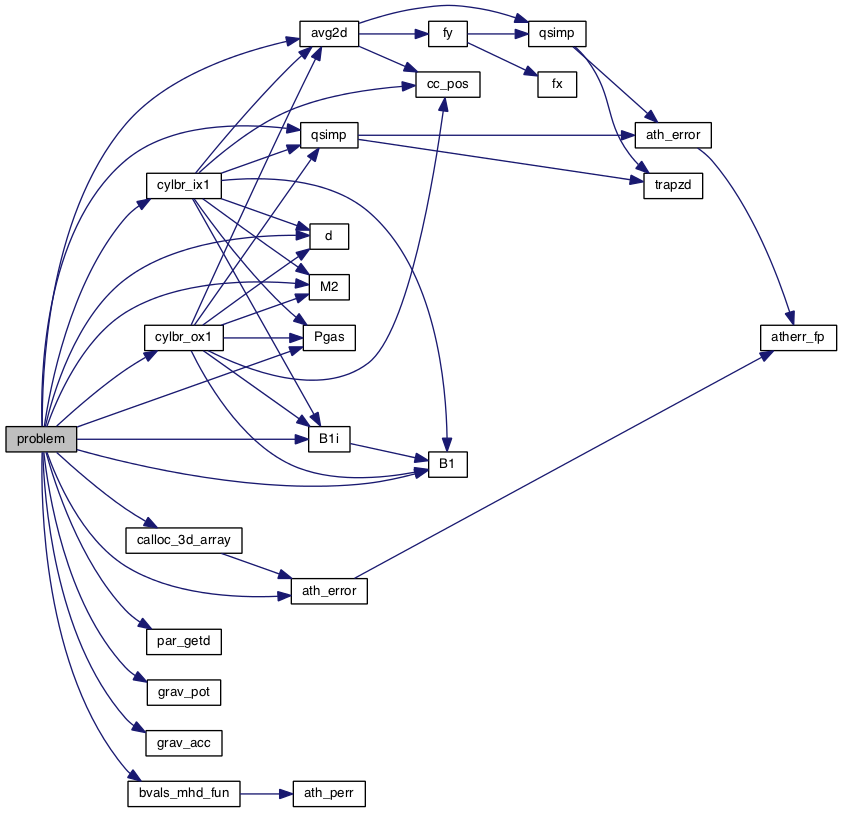 avg2d
fy
qsimp
cc_pos
fx
qsimp
ath_error
cylbr_ix1
trapzd
d
M2
cylbr_ox1
Pgas
atherr_fp
problem
B1i
B1
calloc_3d_array
ath_error
par_getd
grav_pot
grav_acc
bvals_mhd_fun
ath_perr